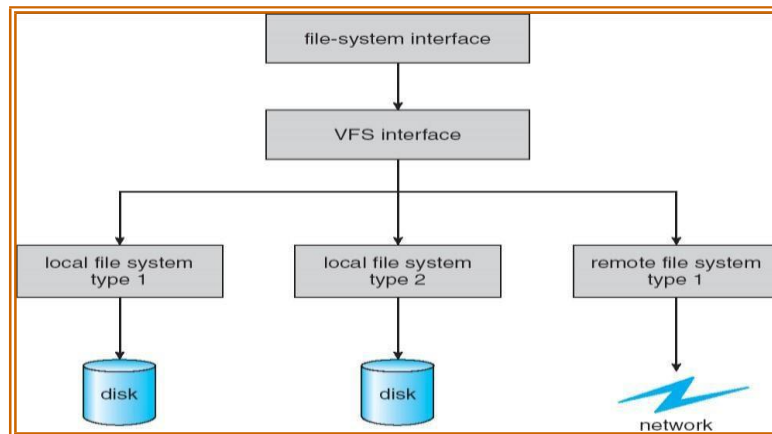 file-system interface
VFS interface
local file system
type 1
local file system
type 2
remote file system
type 1
disk
disk
network